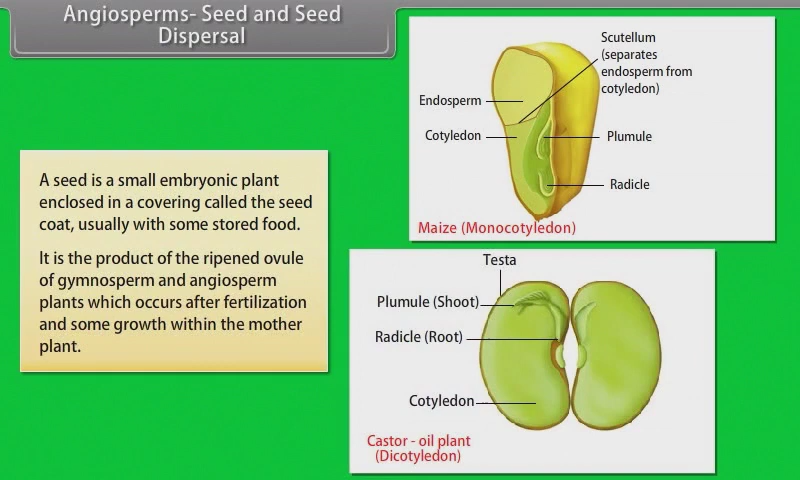 Angiosperms- Seed and Seed
Dispersal
A seed is a small embryonic plant
enclosed in a covering called the seed
coat, usually with some stored food.
It is the product of the ripened ovule
of gymnosperm and angiosperm
plants which occurs after fertilization
and some growth within the mother
plant.
Scutellum
(separates
endosperm from
cotyledon)
Endosperm
Cotyledon
Plumule
Radicle
Maize (Monocotyledon)
Testa
Plumule (Shoot)
Radicle (Root)
Cotyledon
Castor - oil plant
(Dicotyledon)